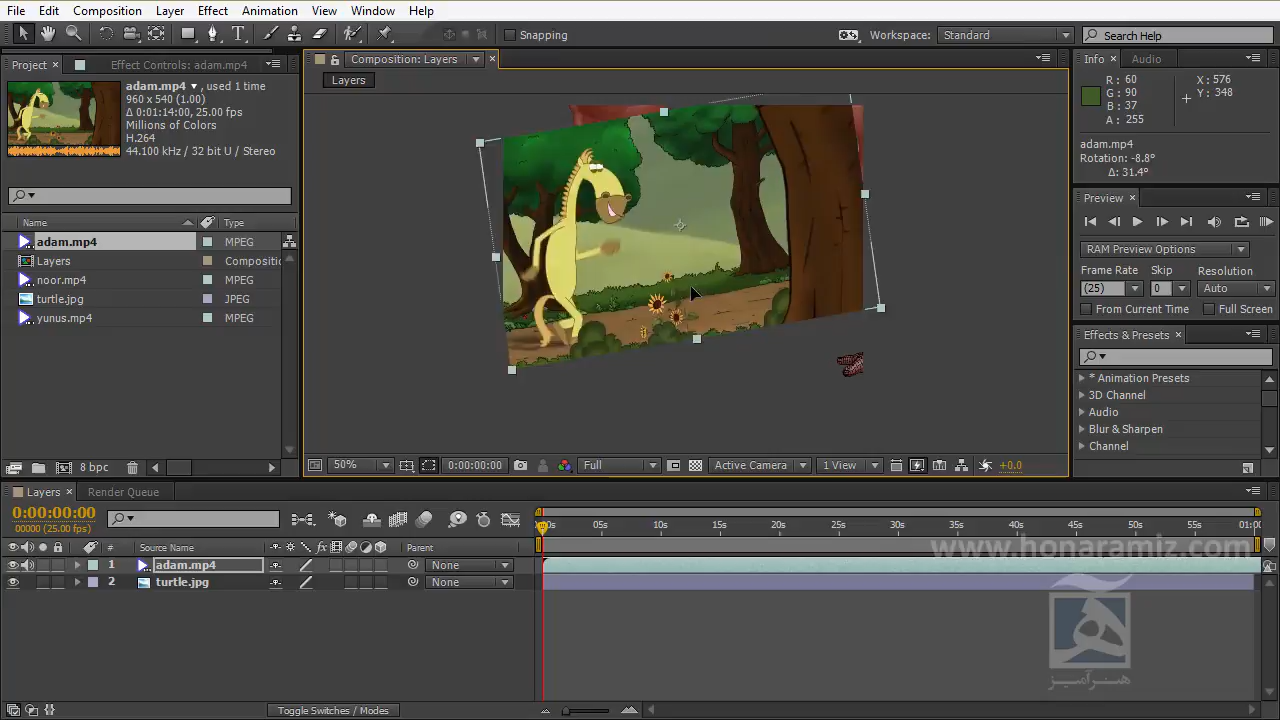 File Edit Composition Layer Effect Animation View Window Help
Snapping Workspace: Standard Search Help
Project Effect Controls: adam.mp4
adam.mp4 , used 1 time
960 x 540 (1.00)
Δ 0:01:14:00, 25.00 fps
Millions of Colors
H.264
44.100 kHz / 32 bit U / Stereo
Name Type
adam.mp4 MPEG
Layers Compositic
noor.mp4 MPEG
turtle.jpg JPEG
yunus.mp4 MPEG
8 bpc
Composition: Layers
Layers
50% 0:00:00:00 Full Active Camera 1 View +0.0
Info Audio
R: 60 X: 576
G: 90 Y: 348
B: 37
A: 255
adam.mp4
Rotation: -8.8°
Δ: 31.4°
Preview
RAM Preview Options
Frame Rate Skip Resolution
(25) 0 Auto
From Current Time Full Screen
Effects & Presets
* Animation Presets
3D Channel
Audio
Blur & Sharpen
Channel
Layers Render Queue
0:00:00:00
00000 (25.00 fps)
05s 10s 15s 20s 25s 30s 35s 40s 45s 50s 55s 01:00
# Source Name Parent
1 adam.mp4 None
2 turtle.jpg None
Toggle Switches / Modes
www.honaramiz.com
هنرآمیز